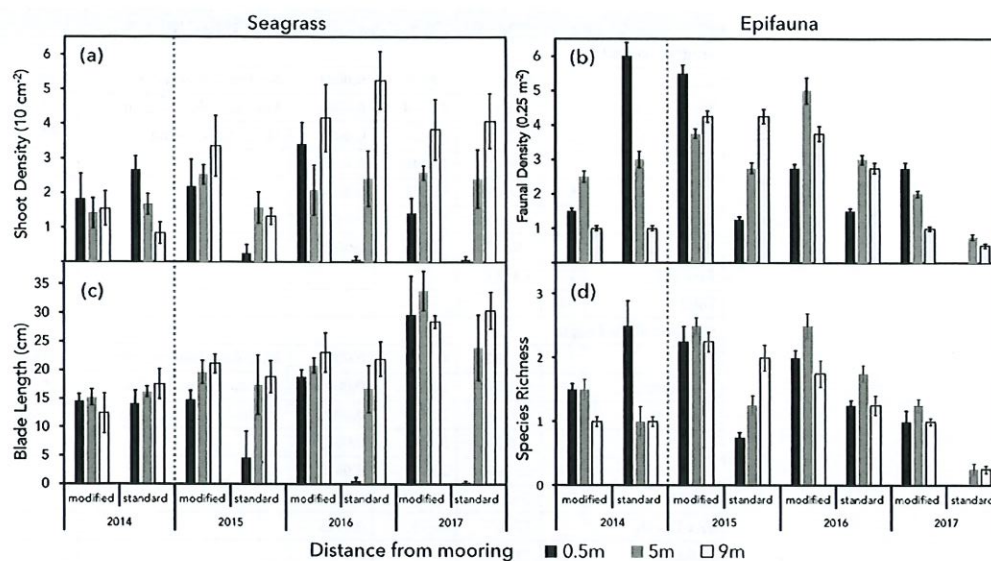 Seagrass
Epifauna
(a)
Shoot Density (10 cm⁻²)
6
5
4
3
2
1
(b)
Faunal Density (0.25 m⁻²)
6
5
4
3
2
1
(c)
Blade Length (cm)
35
30
25
20
15
10
5
0
modified standard modified standard modified standard modified standard
2014 2015 2016 2017
(d)
Species Richness
3
2
1
0
modified standard modified standard modified standard modified standard
2014 2015 2016 2017
Distance from mooring 0.5m 5m 9m